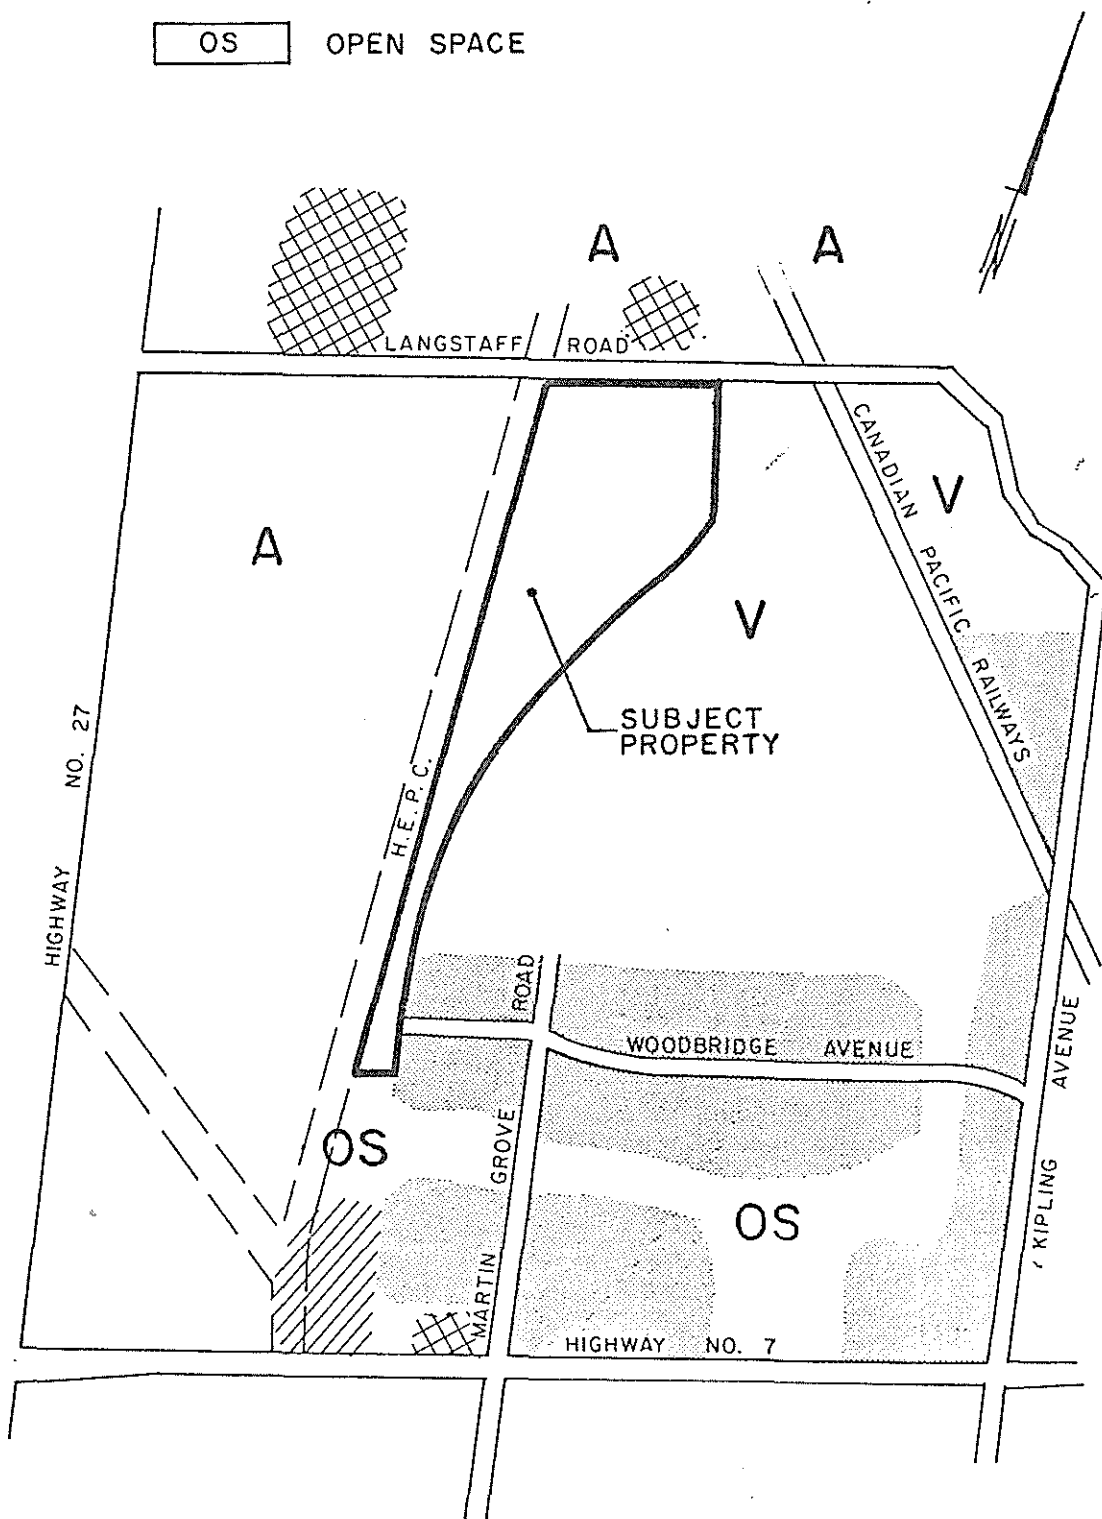 OS OPEN SPACE
A A
LANGSTAFF ROAD
CANADIAN PACIFIC RAILWAYS
V
A
V
SUBJECT
PROPERTY
HIGHWAY NO. 27
H.E.P.C.
MARTIN GROVE ROAD
WOODBRIDGE AVENUE
KIPLING AVENUE
OS
OS
HIGHWAY NO. 7